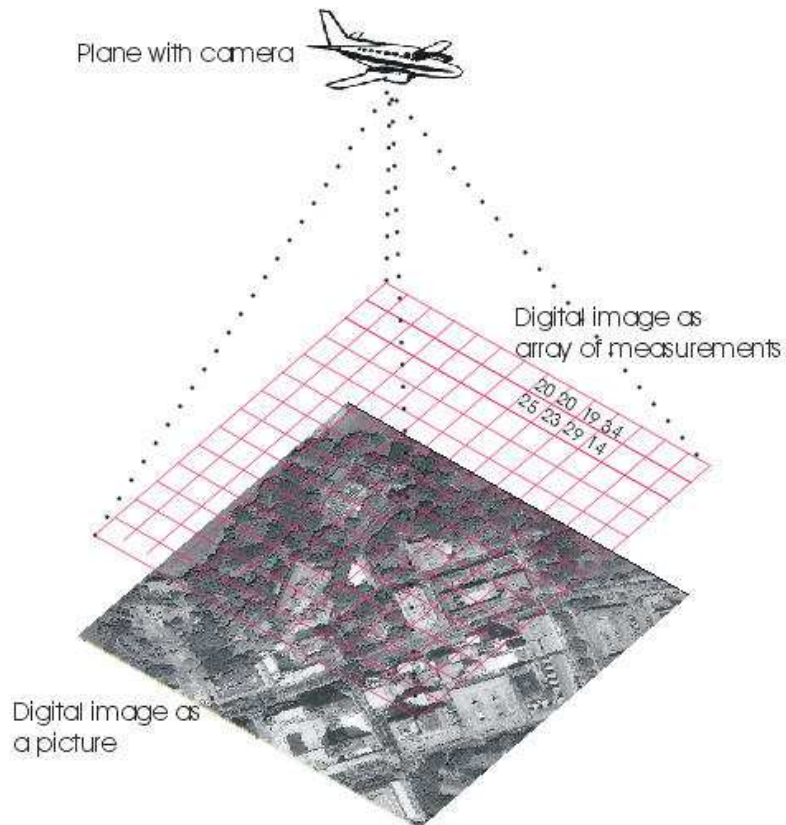 Plane with camera
Digital image as
array of measurements
20 20 19 34
25 23 29 14
Digital image as
a picture